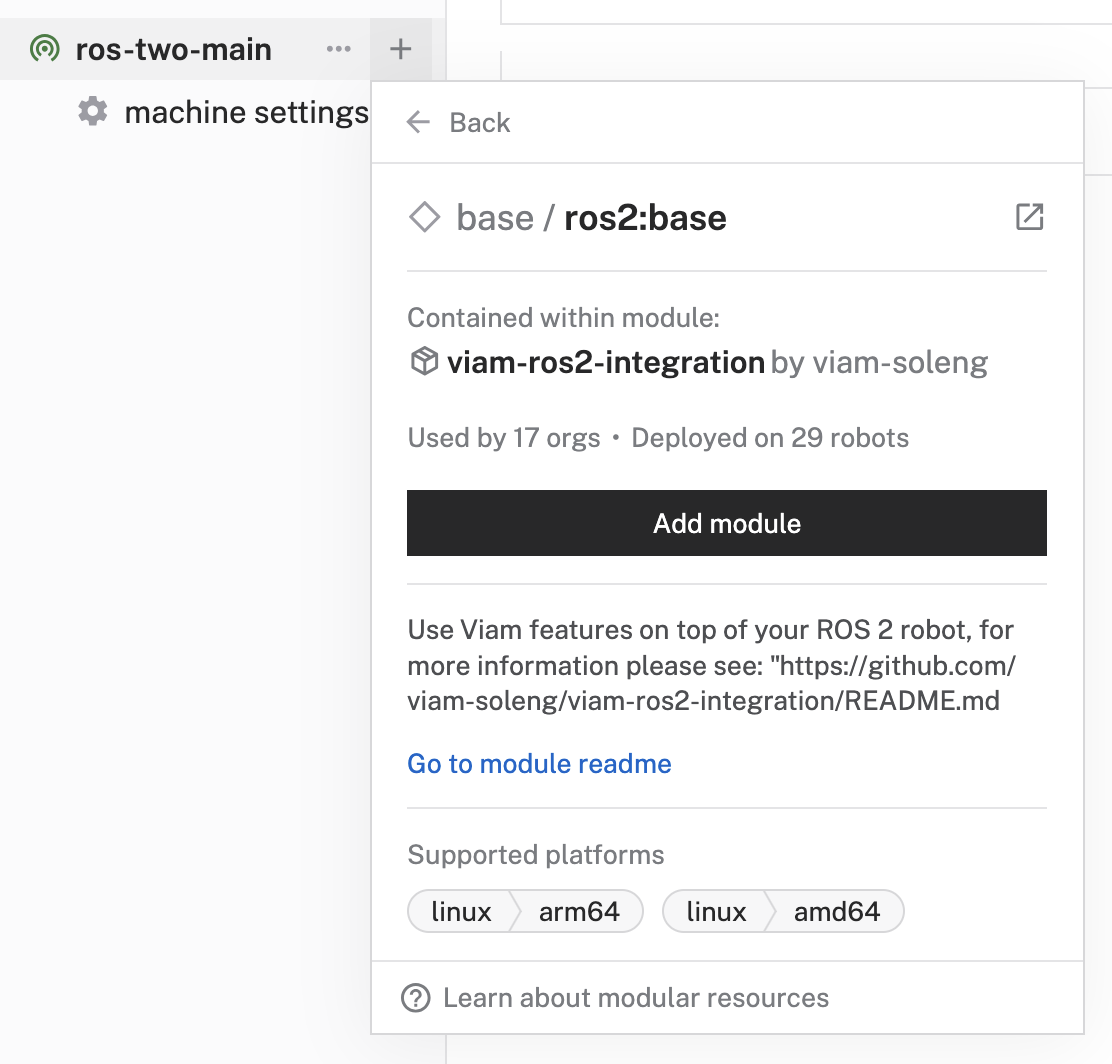 ros-two-main ··· +
machine settings
Back
base / ros2:base
Contained within module:
viam-ros2-integration by viam-soleng
Used by 17 orgs • Deployed on 29 robots
Add module
Use Viam features on top of your ROS 2 robot, for
more information please see: "https://github.com/
viam-soleng/viam-ros2-integration/README.md
Go to module readme
Supported platforms
linux arm64 linux amd64
Learn about modular resources